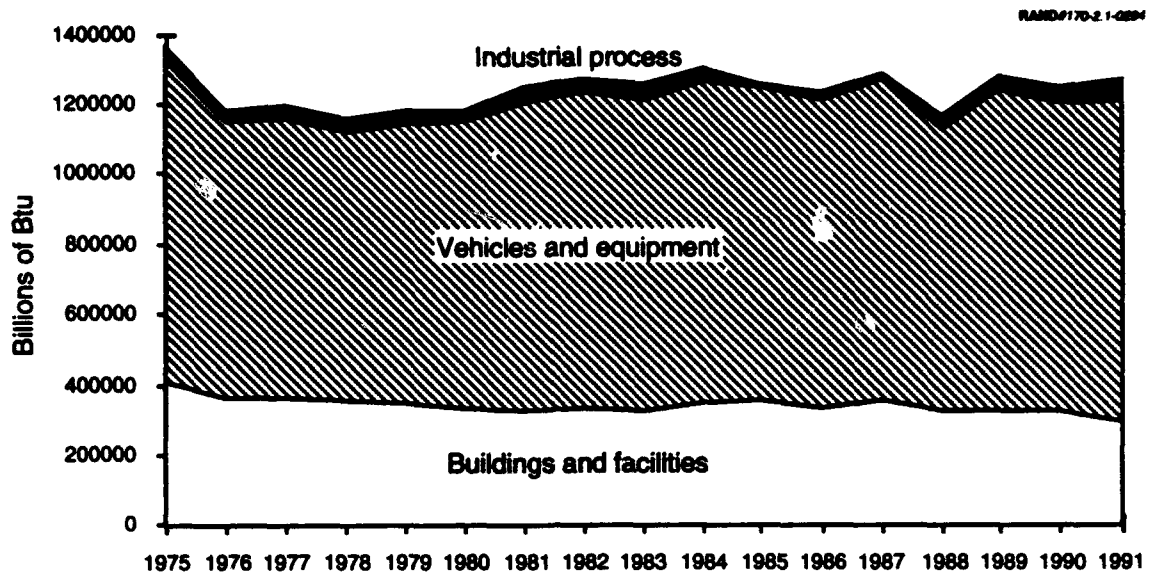 RAND#170-2.1-0294
1400000
Industrial process
1200000
1000000
800000
Vehicles and equipment
600000
400000
Buildings and facilities
200000
0
Billions of Btu
1975 1976 1977 1978 1979 1980 1981 1982 1983 1984 1985 1986 1987 1988 1989 1990 1991